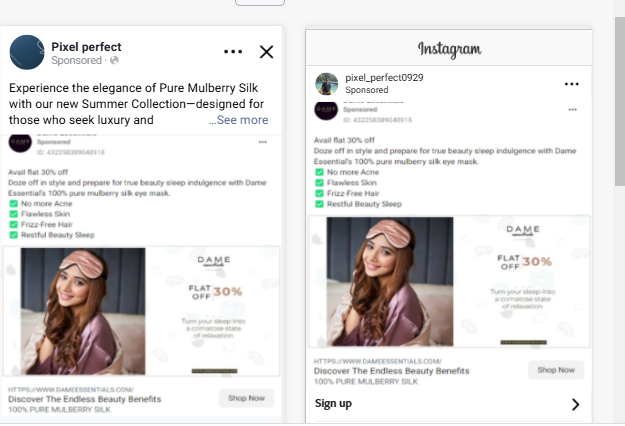 Pixel perfect
Sponsored ·
Experience the elegance of Pure Mulberry Silk
with our new Summer Collection—designed for
those who seek luxury and ...See more
DAME
Sponsored
ID: 432258389048918
Avail flat 30% off
Doze off in style and prepare for true beauty sleep indulgence with Dame
Essential's 100% pure mulberry silk eye mask.
✅ No more Acne
✅ Flawless Skin
✅ Frizz-Free Hair
✅ Restful Beauty Sleep
DAME
essentials
FLAT 30%
OFF
Turn your sleep into
a comatose state
of relaxation.
HTTPS://WWW.DAMEESSENTIALS.COM/
Discover The Endless Beauty Benefits
100% PURE MULBERRY SILK
Shop Now
Instagram
pixel_perfect0929
Sponsored
DAME
Sponsored
ID: 432258389048918
Avail flat 30% off
Doze off in style and prepare for true beauty sleep indulgence with Dame
Essential's 100% pure mulberry silk eye mask.
✅ No more Acne
✅ Flawless Skin
✅ Frizz-Free Hair
✅ Restful Beauty Sleep
DAME
essentials
FLAT 30%
OFF
Turn your sleep into
a comatose state
of relaxation.
HTTPS://WWW.DAMEESSENTIALS.COM/
Discover The Endless Beauty Benefits
100% PURE MULBERRY SILK
Shop Now
Sign up